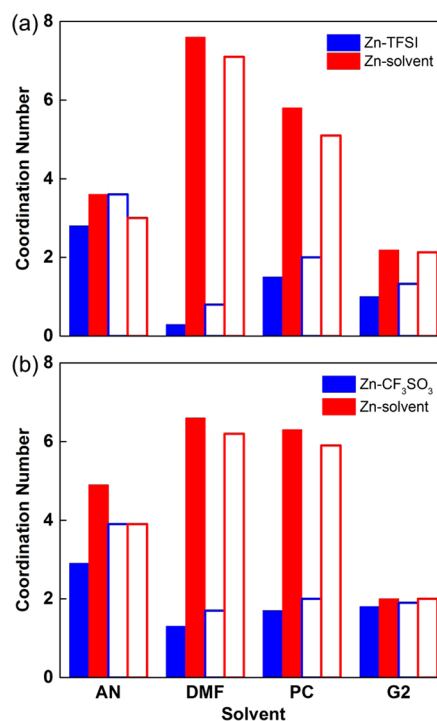 (a)
Zn-TFSI
Zn-solvent
Coordination Number
8
6
4
2
0
(b)
Zn-CF₃SO₃
Zn-solvent
Coordination Number
8
6
4
2
0
AN DMF PC G2
Solvent